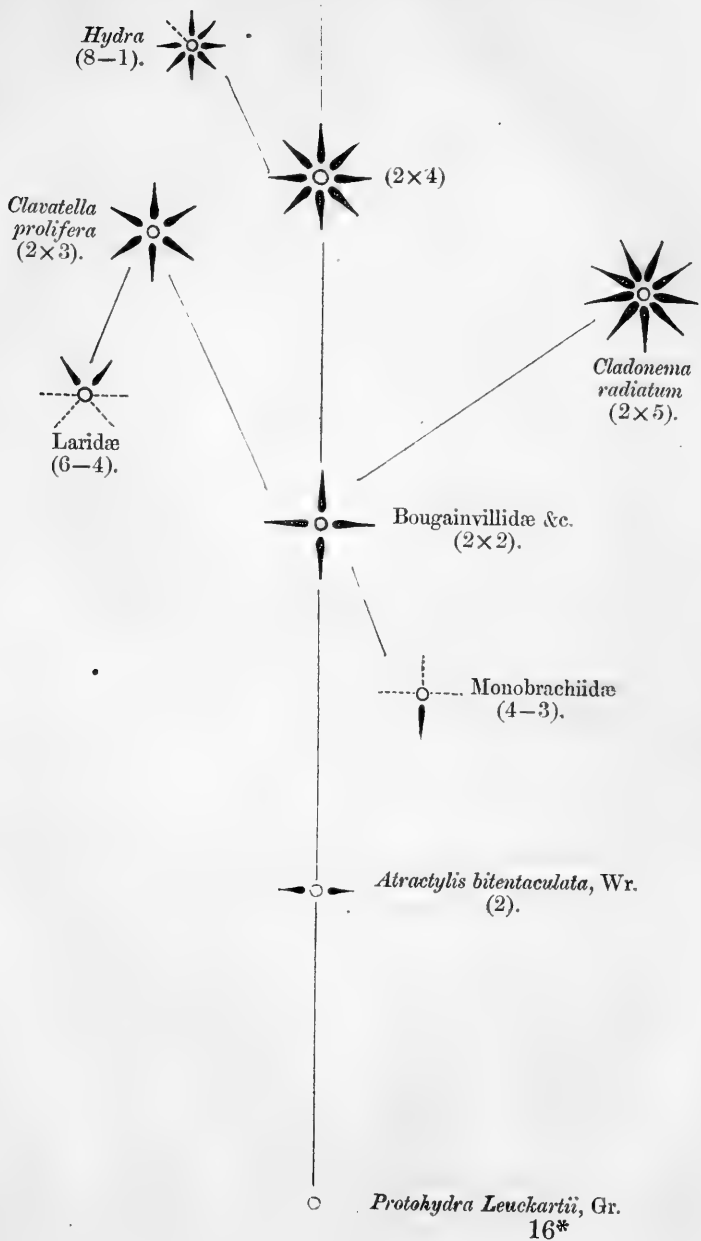 Hydra
(8—1).
(2×4)
Clavatella
prolifera
(2×3).
Cladonema
radiatum
(2×5).
Laridæ
(6—4).
Bougainvillidæ &c.
(2×2).
Monobrachiidæ
(4—3).
Atractylis bitentaculata, Wr.
(2).
Protohydra Leuckartii, Gr.
16*